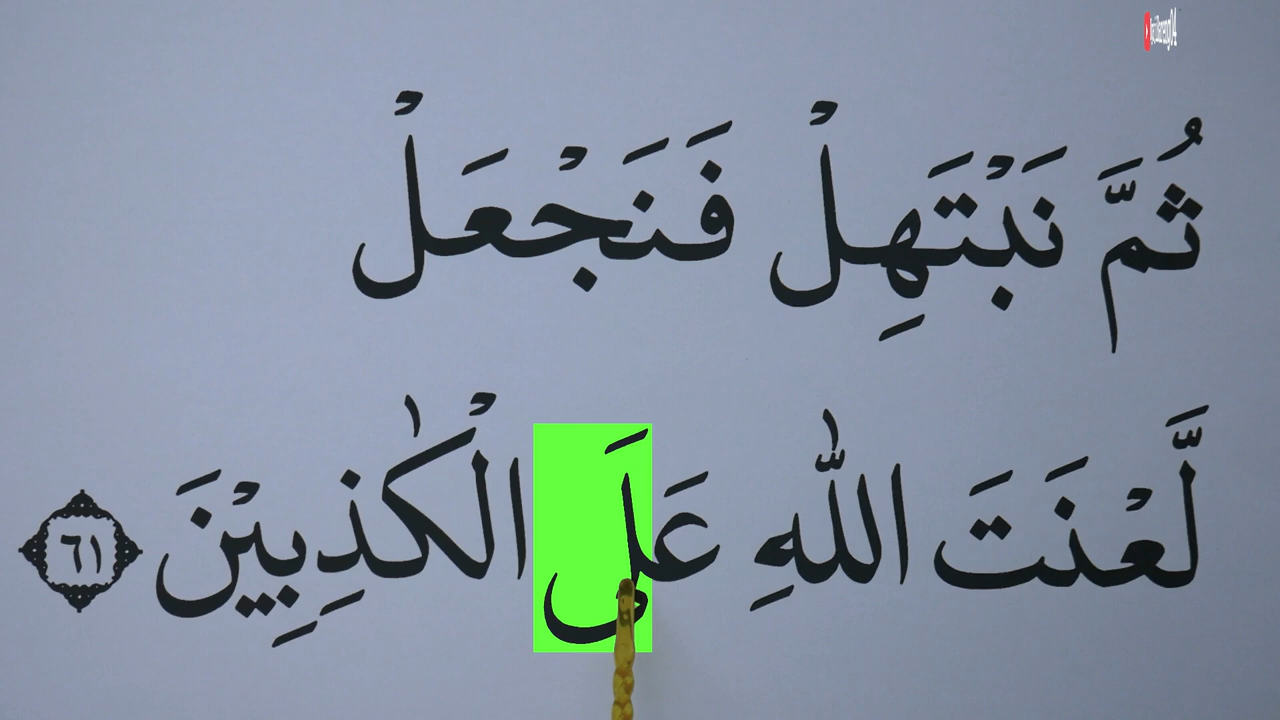 ثُمَّ نَبْتَهِلْ فَنَجْعَلْ
لَّعْنَتَ اللّٰهِ عَلَى الْكٰذِبِيْنَ ٦١